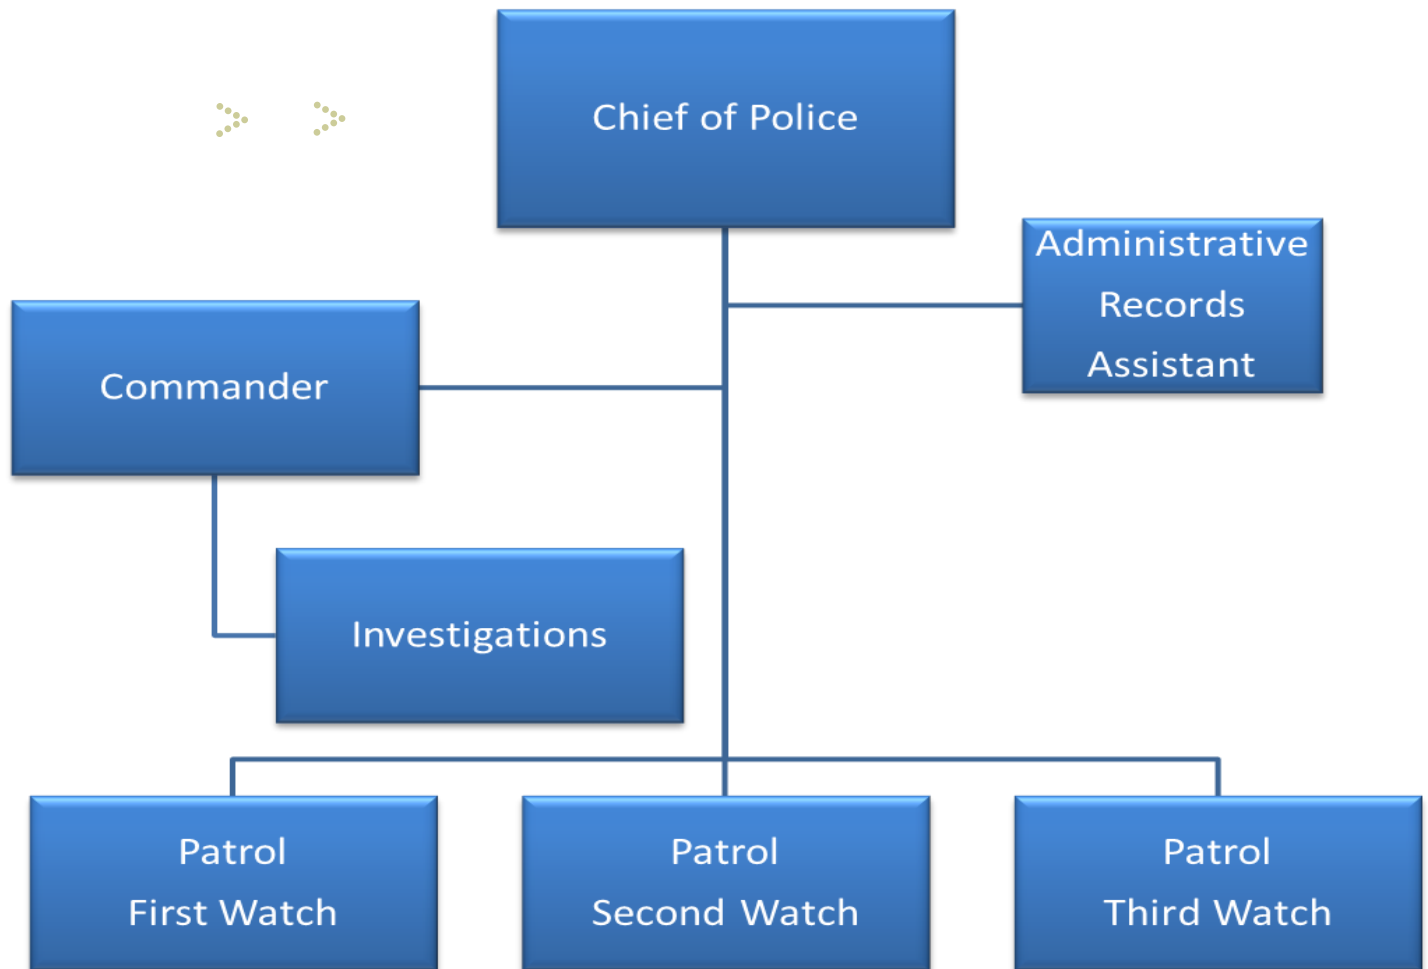 Chief of Police
Administrative
Records
Assistant
Commander
Investigations
Patrol
First Watch
Patrol
Second Watch
Patrol
Third Watch